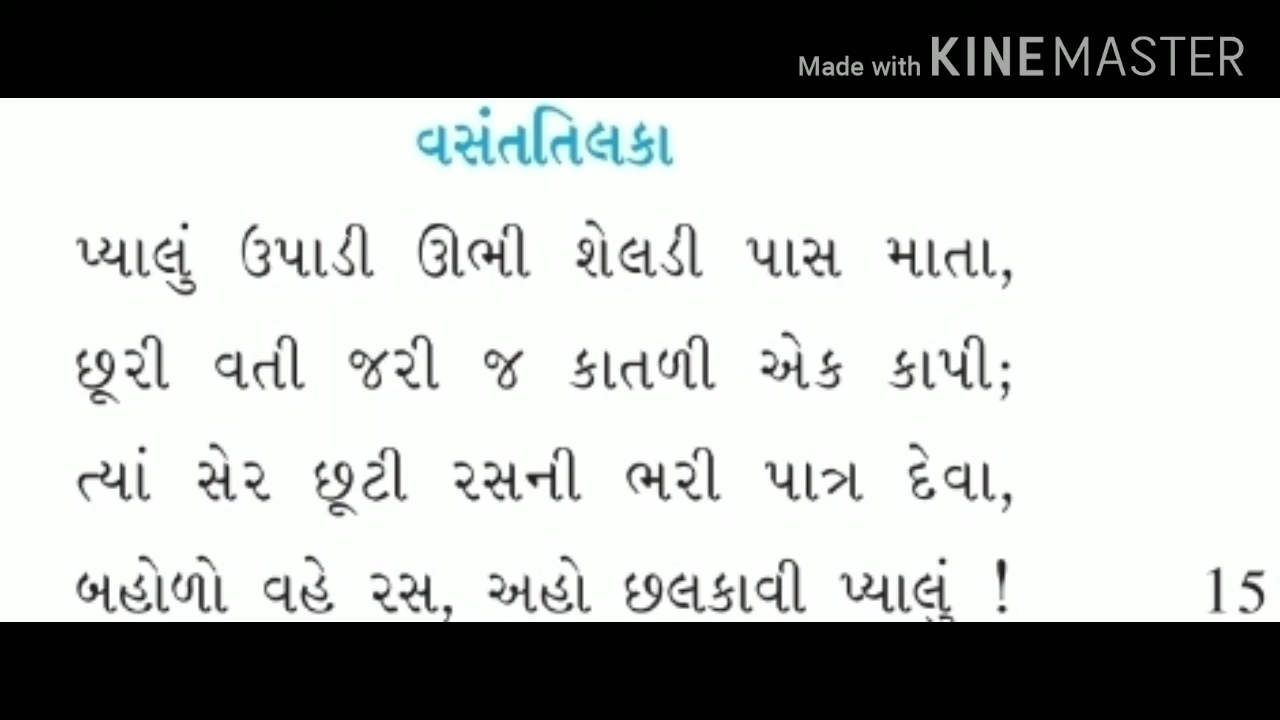 Made with KINEMASTER
વસંતતિલકા
પ્યાલું ઉપાડી ઊભી શેલડી પાસ માતા,
છૂરી વતી જરી જ કાતળી એક કાપી;
ત્યાં સેર છૂટી રસની ભરી પાત્ર દેવા,
બહોળો વહે રસ, અહો છલકાવી પ્યાલું ! 15